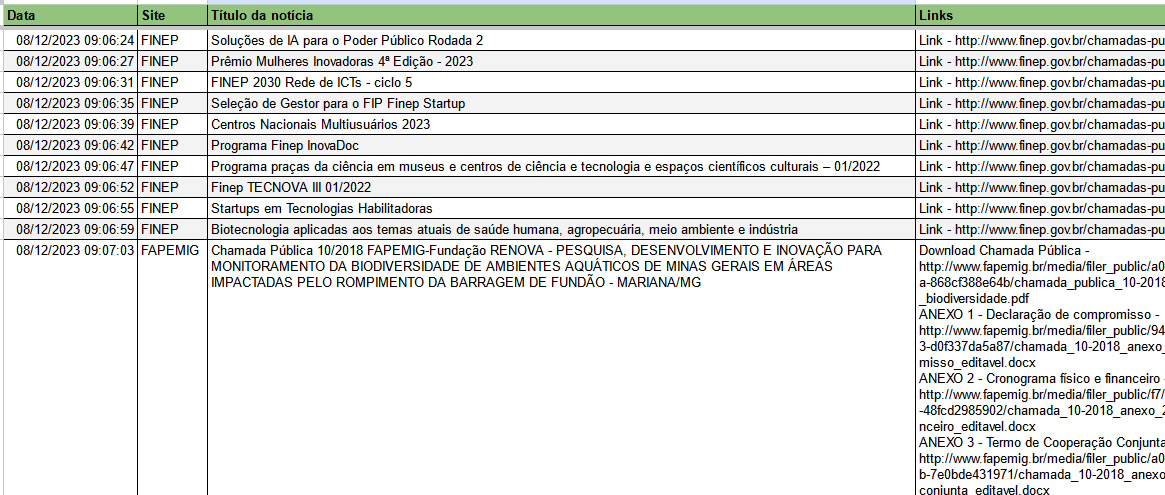 Data Site Título da notícia Links
08/12/2023 09:06:24 FINEP Soluções de IA para o Poder Público Rodada 2 Link - http://www.finep.gov.br/chamadas-pu
08/12/2023 09:06:27 FINEP Prêmio Mulheres Inovadoras 4ª Edição - 2023 Link - http://www.finep.gov.br/chamadas-pu
08/12/2023 09:06:31 FINEP FINEP 2030 Rede de ICTs - ciclo 5 Link - http://www.finep.gov.br/chamadas-pu
08/12/2023 09:06:35 FINEP Seleção de Gestor para o FIP Finep Startup Link - http://www.finep.gov.br/chamadas-pu
08/12/2023 09:06:39 FINEP Centros Nacionais Multiusuários 2023 Link - http://www.finep.gov.br/chamadas-pu
08/12/2023 09:06:42 FINEP Programa Finep InovaDoc Link - http://www.finep.gov.br/chamadas-pu
08/12/2023 09:06:47 FINEP Programa praças da ciência em museus e centros de ciência e tecnologia e espaços científicos culturais – 01/2022 Link - http://www.finep.gov.br/chamadas-pu
08/12/2023 09:06:52 FINEP Finep TECNOVA III 01/2022 Link - http://www.finep.gov.br/chamadas-pu
08/12/2023 09:06:55 FINEP Startups em Tecnologias Habilitadoras Link - http://www.finep.gov.br/chamadas-pu
08/12/2023 09:06:59 FINEP Biotecnologia aplicadas aos temas atuais de saúde humana, agropecuária, meio ambiente e indústria Link - http://www.finep.gov.br/chamadas-pu
08/12/2023 09:07:03 FAPEMIG Chamada Pública 10/2018 FAPEMIG-Fundação RENOVA - PESQUISA, DESENVOLVIMENTO E INOVAÇÃO PARA
MONITORAMENTO DA BIODIVERSIDADE DE AMBIENTES AQUÁTICOS DE MINAS GERAIS EM ÁREAS
IMPACTADAS PELO ROMPIMENTO DA BARRAGEM DE FUNDÃO - MARIANA/MG
Download Chamada Pública -
http://www.fapemig.br/media/filer_public/a0
a-868cf388e64b/chamada_publica_10-2018
_biodiversidade.pdf
ANEXO 1 - Declaração de compromisso -
http://www.fapemig.br/media/filer_public/94
3-d0f337da5a87/chamada_10-2018_anexo_
misso_editavel.docx
ANEXO 2 - Cronograma físico e financeiro -
http://www.fapemig.br/media/filer_public/f7/
-48fcd2985902/chamada_10-2018_anexo_2
nceiro_editavel.docx
ANEXO 3 - Termo de Cooperação Conjunta
http://www.fapemig.br/media/filer_public/a0
b-7e0bde431971/chamada_10-2018_anexo_
conjunta_editavel.docx